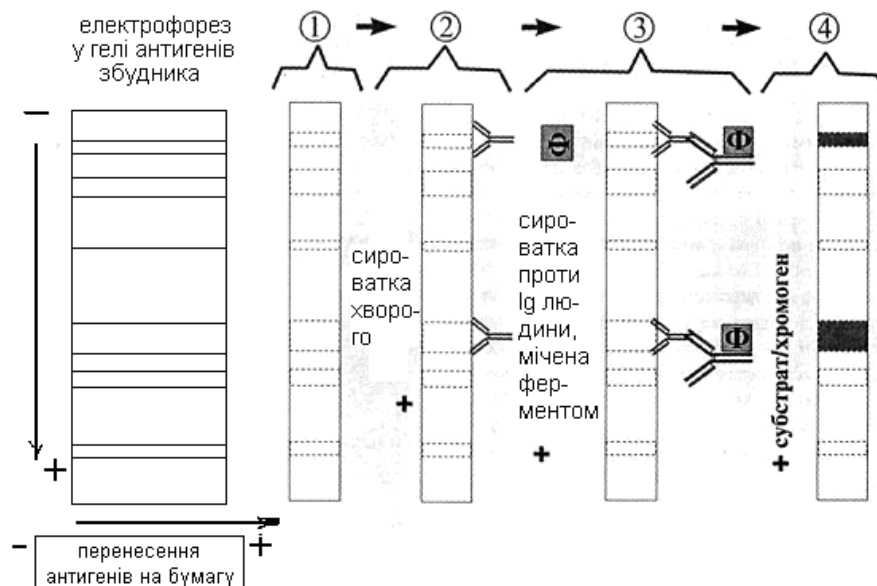 електрофорез
у гелі антигенів
збудника
1
2
3
4
−
+
сиро-
ватка
хворо-
го
+
Ф
сиро-
ватка
проти
Ig лю-
дини,
мічена
фер-
ментом
+
Ф
Ф
+ субстрат/хромоген
-
+
перенесення
антигенів на бумагу